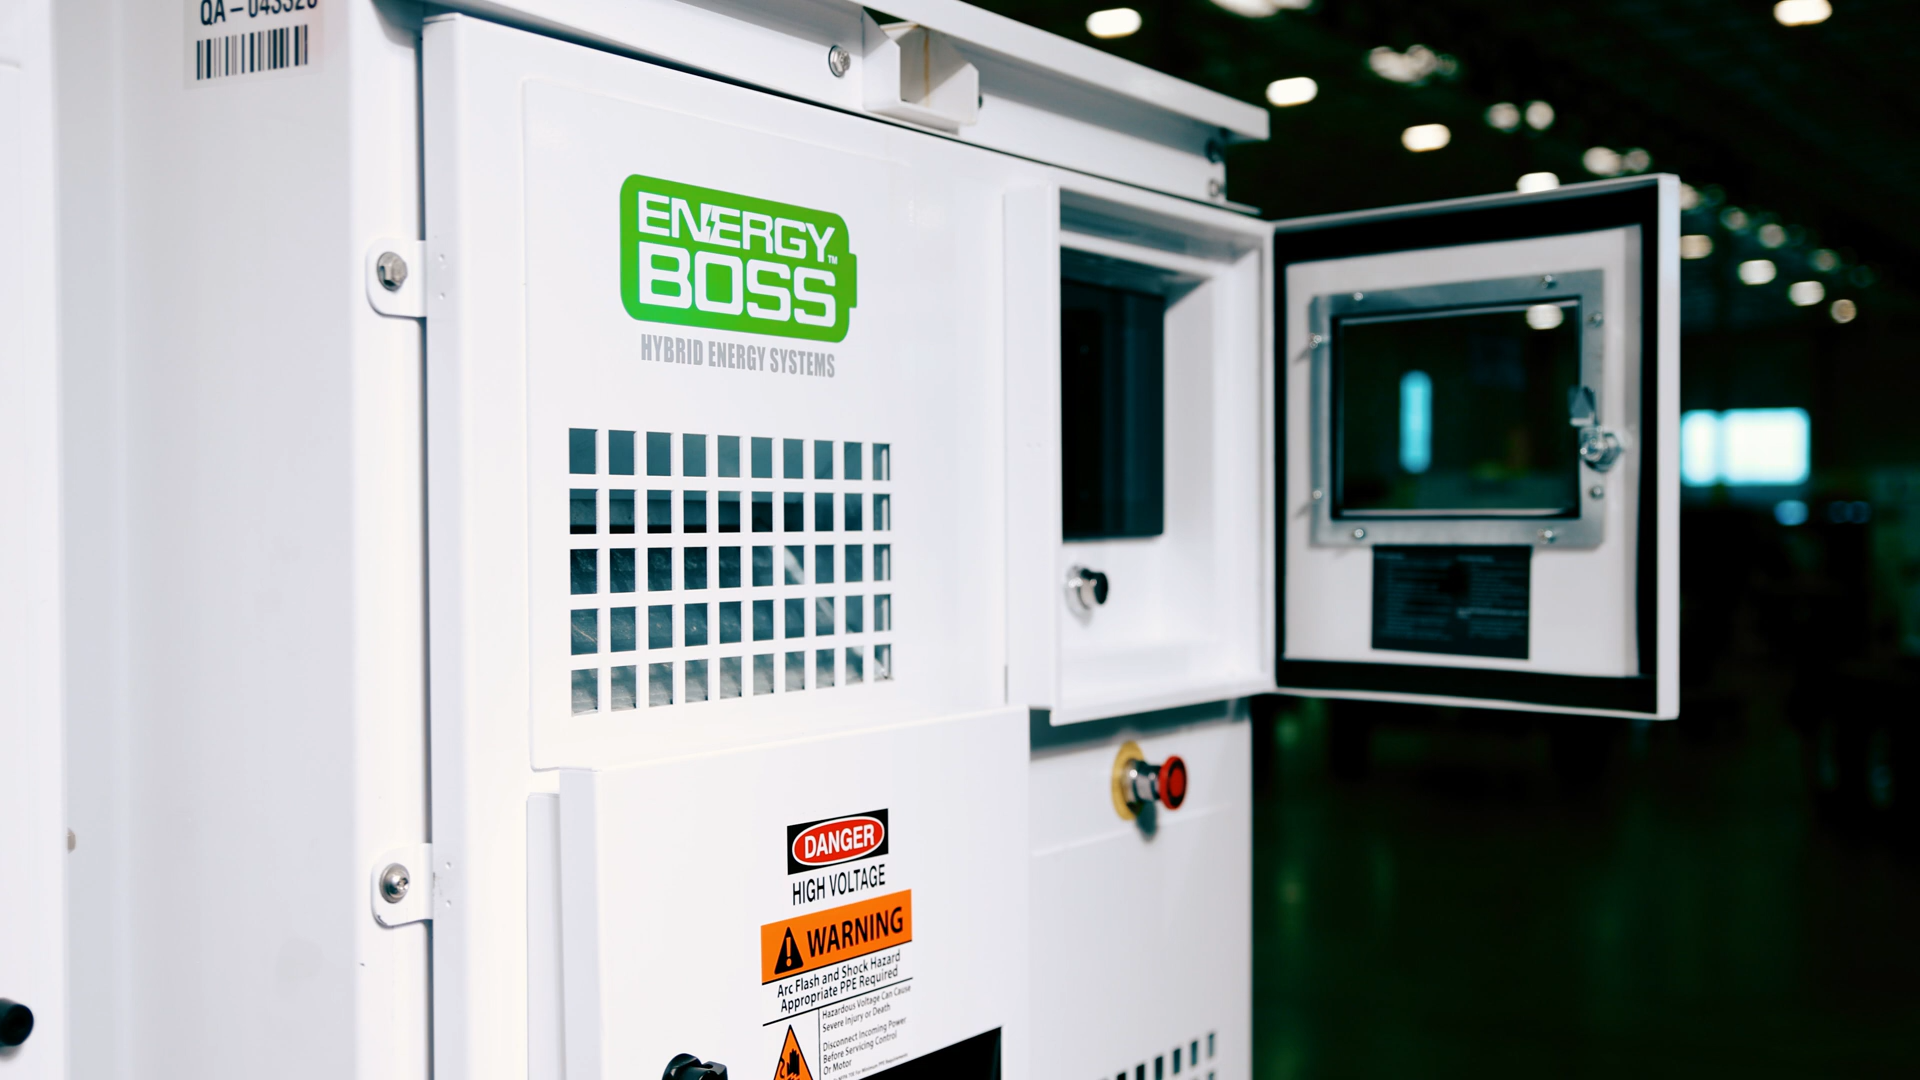 ENERGY
BOSS
TM
HYBRID ENERGY SYSTEMS
DANGER
HIGH VOLTAGE
WARNING
Arc Flash and Shock Hazard
Appropriate PPE Required
Hazardous Voltage Can Cause
Severe Injury or Death
Disconnect Incoming Power
Before Servicing Control
Or Motor